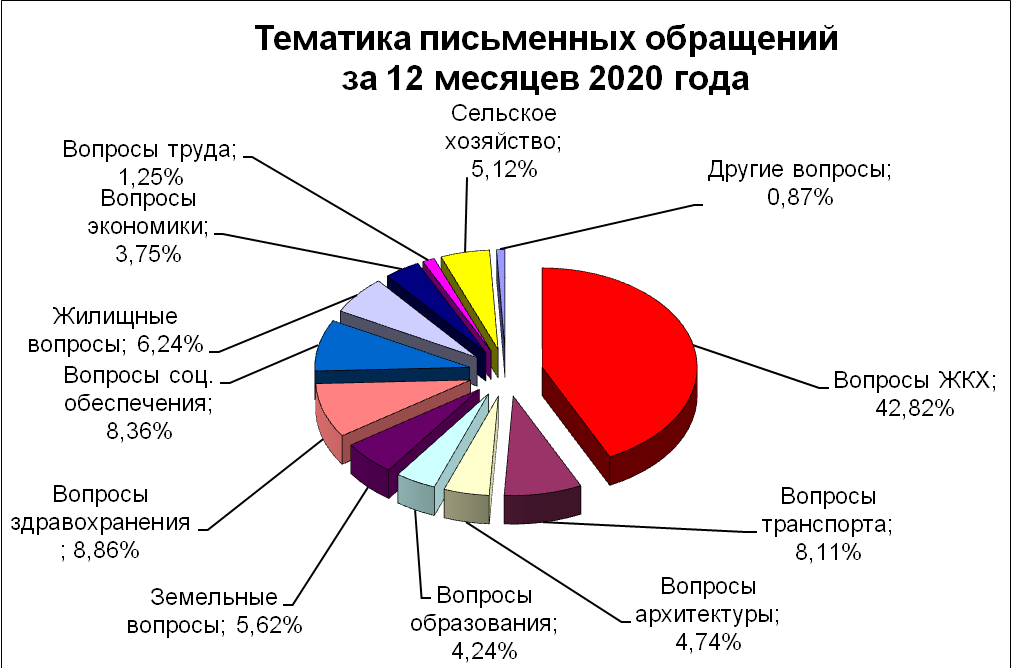 Тематика письменных обращений
за 12 месяцев 2020 года
Сельское
хозяйство;
5,12%
Вопросы труда;
1,25%
Другие вопросы;
0,87%
Вопросы
экономики;
3,75%
Жилищные
вопросы; 6,24%
Вопросы соц.
обеспечения;
8,36%
Вопросы ЖКХ;
42,82%
Вопросы
здравохранения
; 8,86%
Вопросы
транспорта;
8,11%
Земельные
вопросы; 5,62%
Вопросы
образования;
4,24%
Вопросы
архитектуры;
4,74%